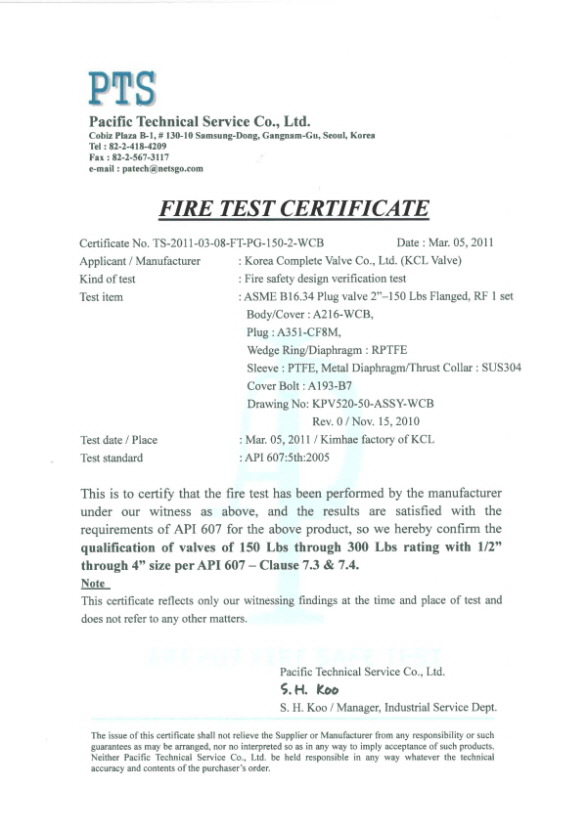 PTS
Pacific Technical Service Co., Ltd.
Cobiz Plaza B-1, # 130-10 Samsung-Dong, Gangnam-Gu, Seoul, Korea
Tel : 82-2-418-4209
Fax : 82-2-567-3117
e-mail : patech@netsgo.com
FIRE TEST CERTIFICATE
Certificate No. TS-2011-03-08-FT-PG-150-2-WCB Date : Mar. 05, 2011
Applicant / Manufacturer : Korea Complete Valve Co., Ltd. (KCL Valve)
Kind of test : Fire safety design verification test
Test item : ASME B16.34 Plug valve 2”–150 Lbs Flanged, RF 1 set
Body/Cover : A216-WCB,
Plug : A351-CF8M,
Wedge Ring/Diaphragm : RPTFE
Sleeve : PTFE, Metal Diaphragm/Thrust Collar : SUS304
Cover Bolt : A193-B7
Drawing No: KPV520-50-ASSY-WCB
Rev. 0 / Nov. 15, 2010
Test date / Place : Mar. 05, 2011 / Kimhae factory of KCL
Test standard : API 607:5th:2005
This is to certify that the fire test has been performed by the manufacturer
under our witness as above, and the results are satisfied with the
requirements of API 607 for the above product, so we hereby confirm the
qualification of valves of 150 Lbs through 300 Lbs rating with 1/2”
through 4” size per API 607 – Clause 7.3 & 7.4.
Note
This certificate reflects only our witnessing findings at the time and place of test and
does not refer to any other matters.
Pacific Technical Service Co., Ltd.
S. H. Koo
S. H. Koo / Manager, Industrial Service Dept.
The issue of this certificate shall not relieve the Supplier or Manufacturer from any responsibility or such
guarantees as may be arranged, nor no interpreted so as in any way to imply acceptance of such products.
Neither Pacific Technical Service Co., Ltd. be held responsible in any way whatever the technical
accuracy and contents of the purchaser's order.